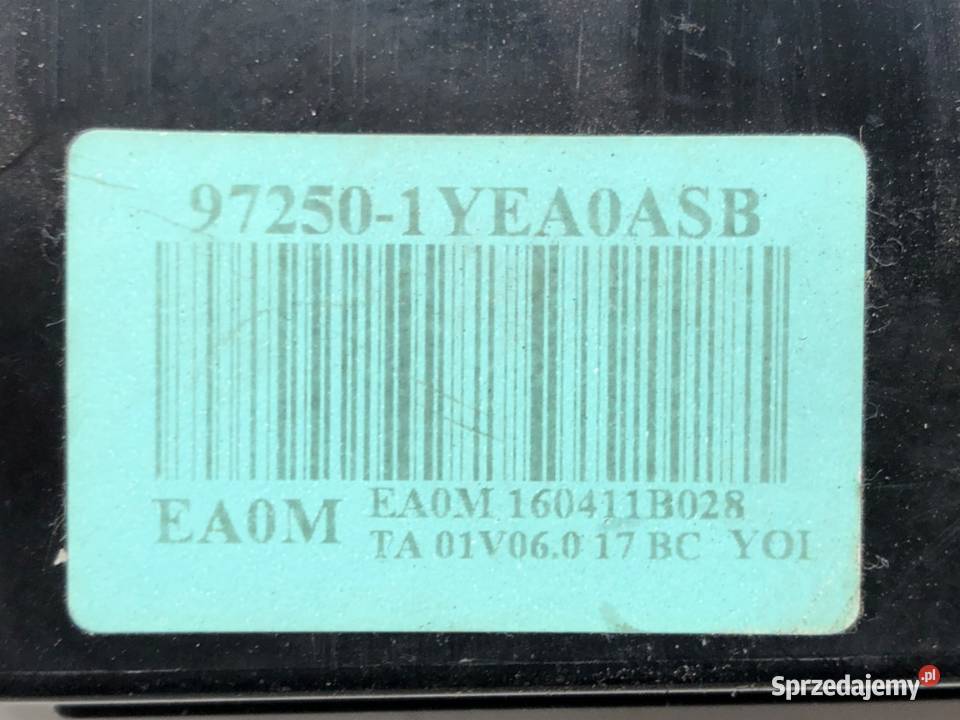 97250-1YEA0ASB
EA0M
EA0M 160411B028
TA 01V06.0 17 BC YOI
Sprzedajemy.pl